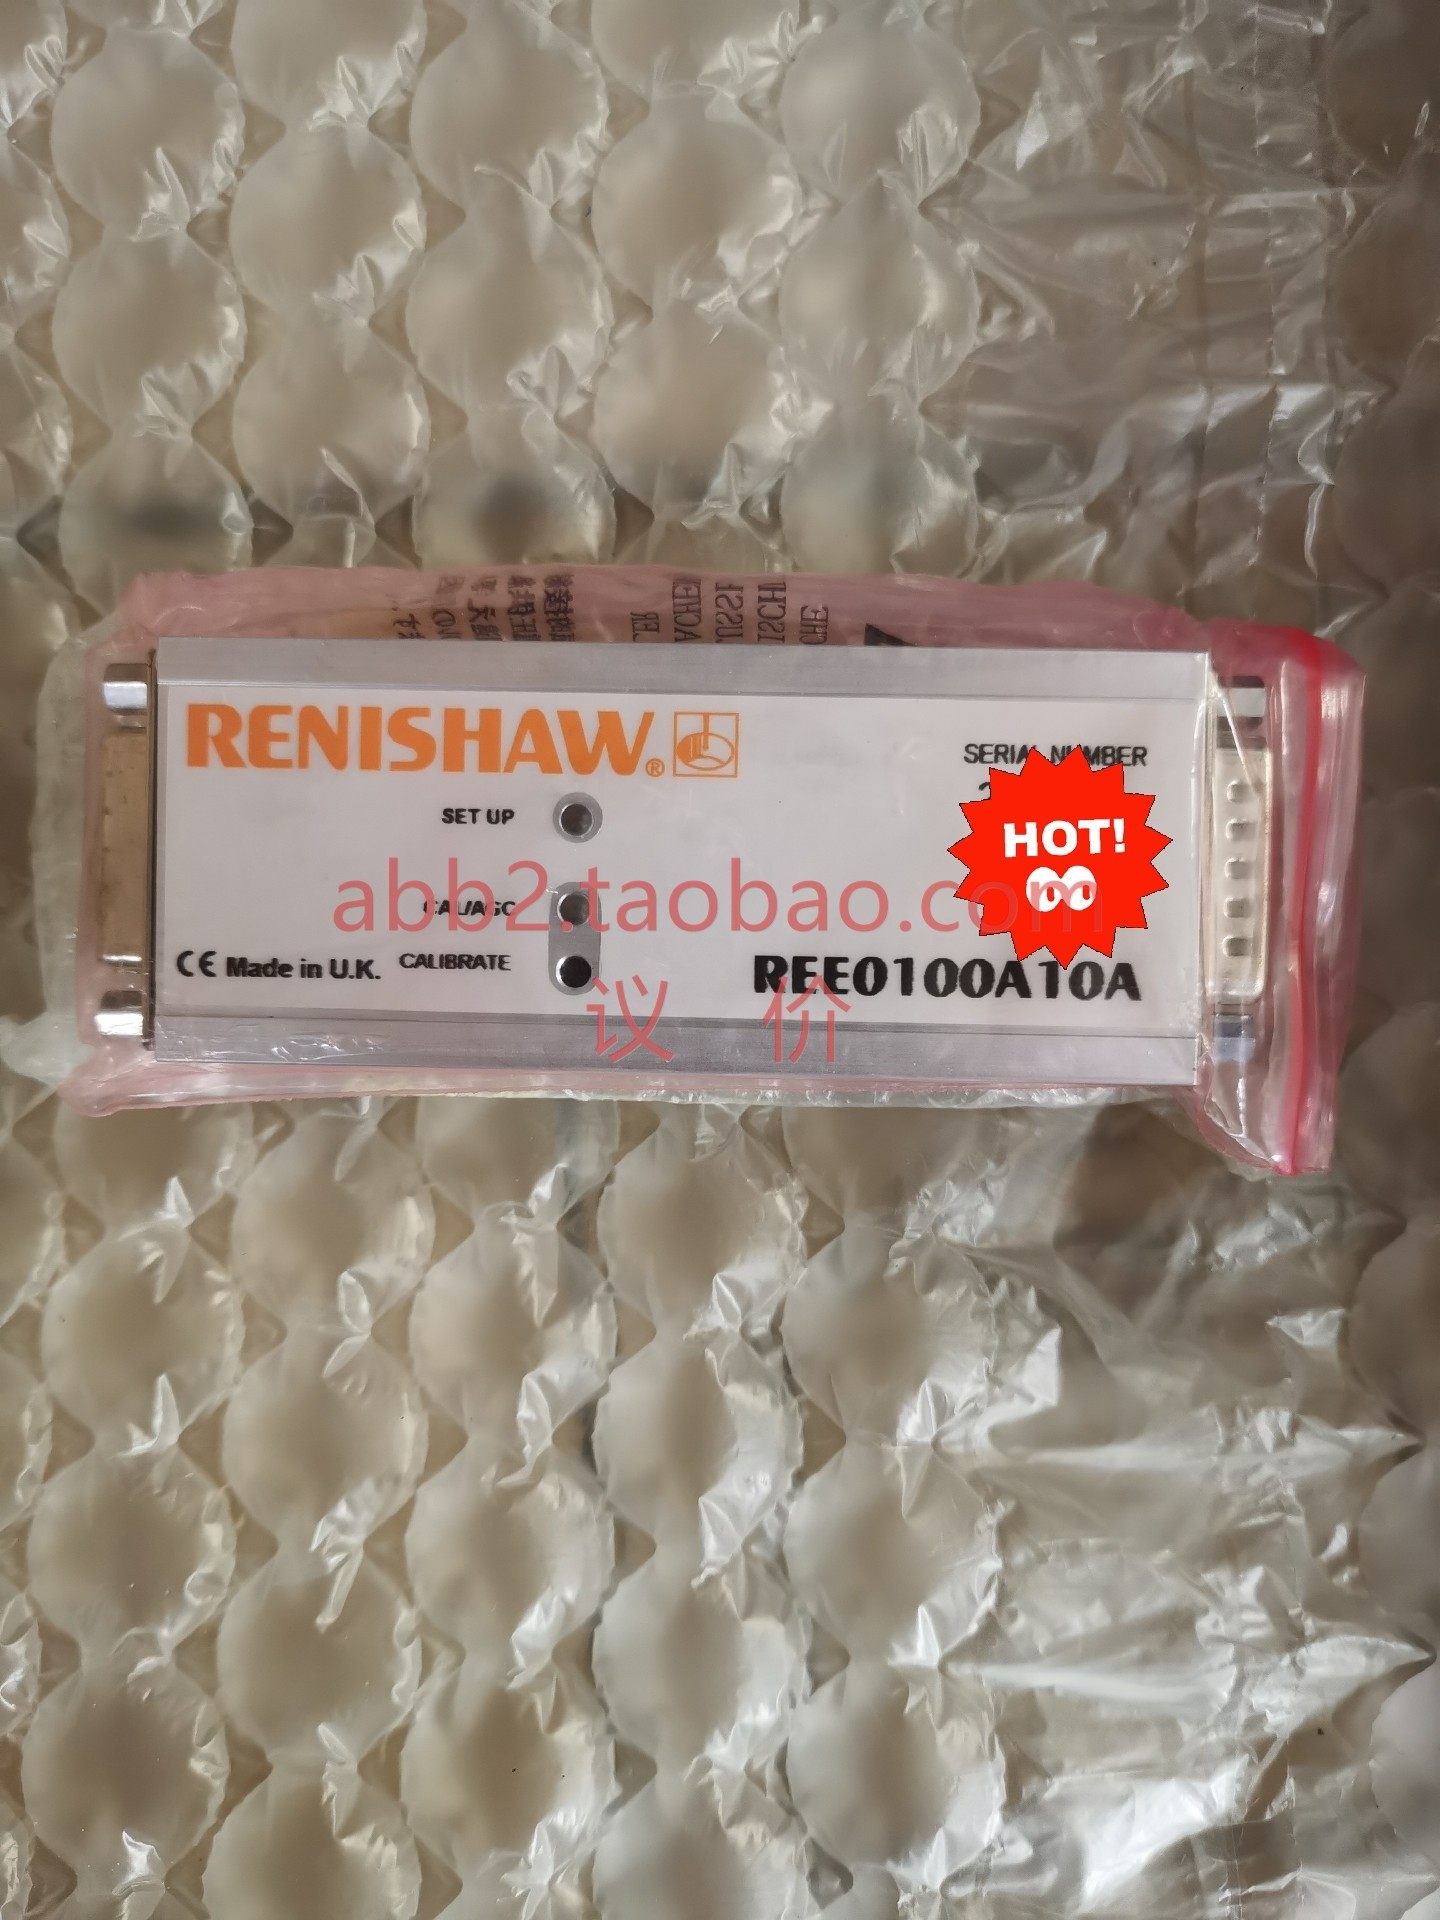 RENISHAW®
SERIAL NUMBER
SET UP
HOT!
abb2.taobao.com
CAL/AGC
CALIBRATE
CE Made in U.K.
REE0100A10A
议 价